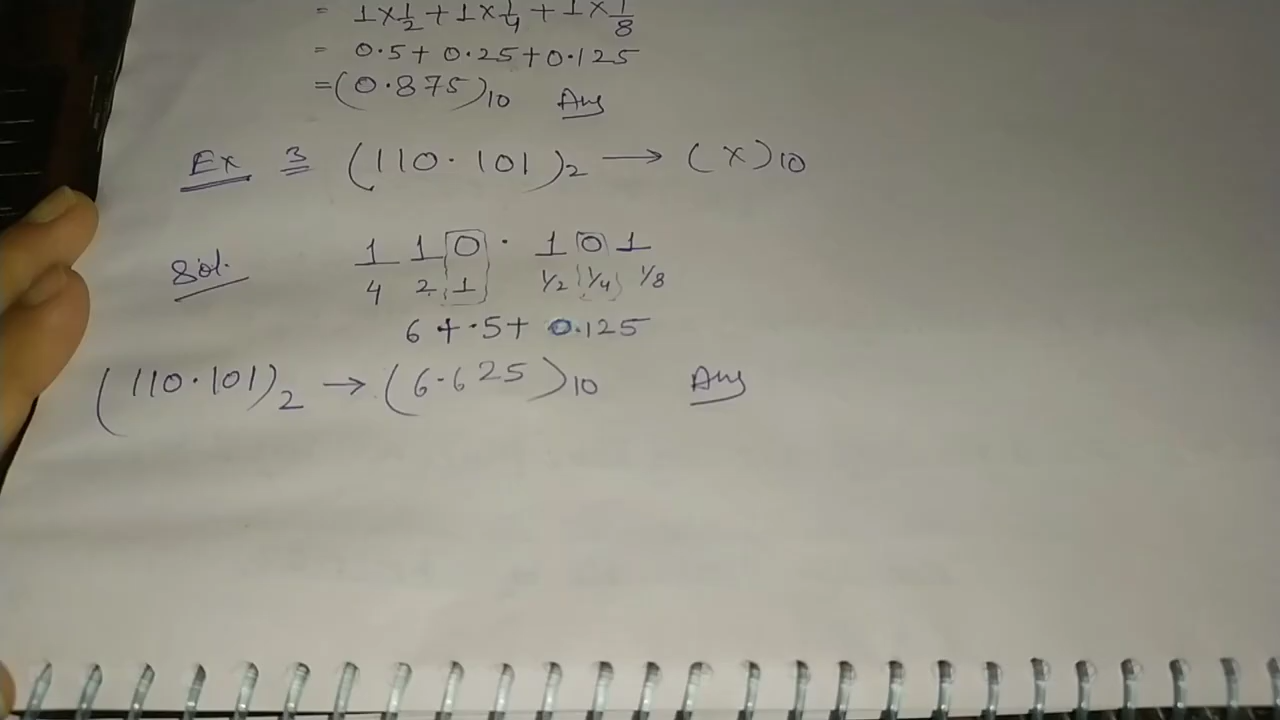 = 1×1/2 + 1×1/4 + 1×1/8
= 0.5 + 0.25 + 0.125
= (0.875)10 Ans
Ex 3 (110.101)2 → (x)10
Sol. 1 1 0 . 1 0 1
4 2 1 1/2 1/4 1/8
6 + .5 + 0.125
(110.101)2 → (6.625)10 Ans